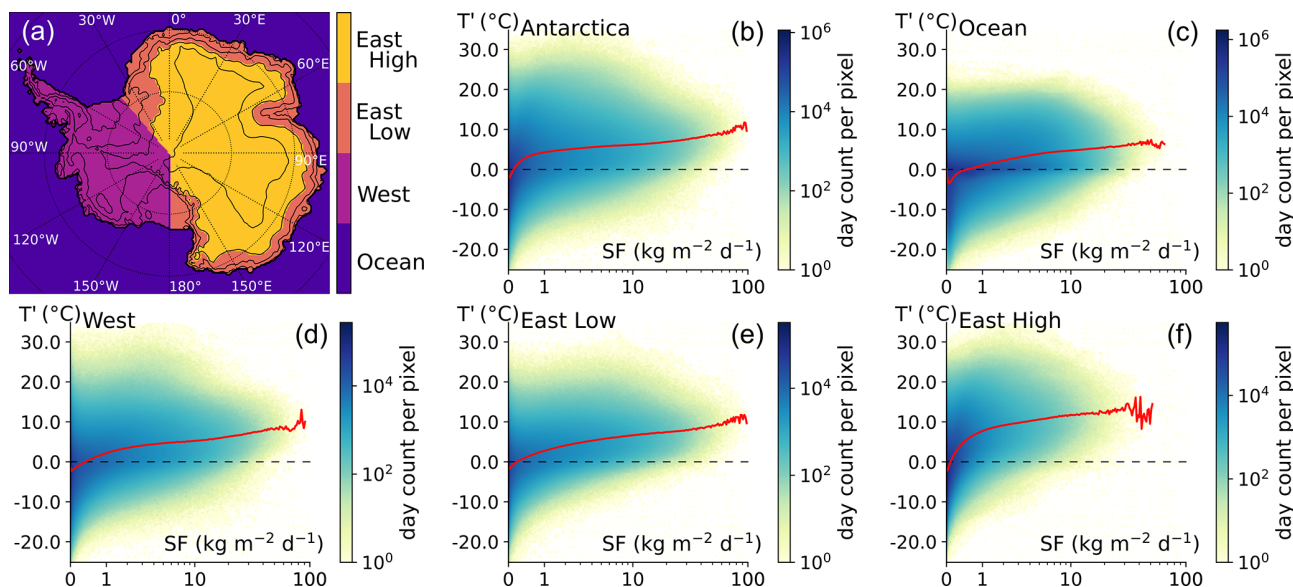 (a)
0°
30°W
30°E
60°W
60°E
90°W
90°E
120°W
120°E
150°W
180°
150°E
East
High
East
Low
West
Ocean
T' (°C)
Antarctica
(b)
30.0
20.0
10.0
0.0
-10.0
-20.0
SF (kg m⁻² d⁻¹)
0
1
10
100
10⁶
10⁴
10²
10⁰
day count per pixel
T' (°C)
Ocean
(c)
30.0
20.0
10.0
0.0
-10.0
-20.0
SF (kg m⁻² d⁻¹)
0
1
10
100
10⁶
10⁴
10²
10⁰
day count per pixel
T' (°C)
West
(d)
30.0
20.0
10.0
0.0
-10.0
-20.0
SF (kg m⁻² d⁻¹)
0
1
10
100
10⁴
10²
10⁰
day count per pixel
T' (°C)
East Low
(e)
30.0
20.0
10.0
0.0
-10.0
-20.0
SF (kg m⁻² d⁻¹)
0
1
10
100
10⁴
10²
10⁰
day count per pixel
T' (°C)
East High
(f)
30.0
20.0
10.0
0.0
-10.0
-20.0
SF (kg m⁻² d⁻¹)
0
1
10
100
10⁴
10²
10⁰
day count per pixel